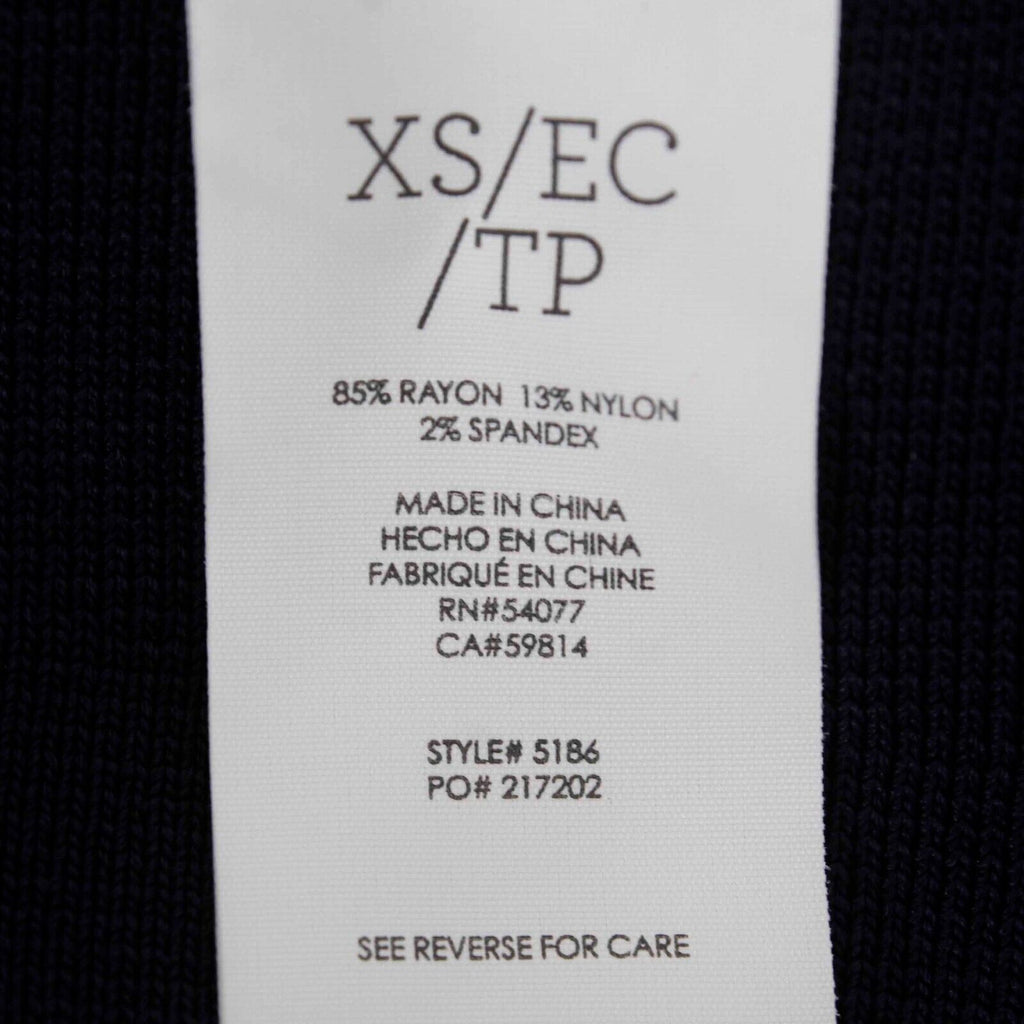 XS/EC
/TP
85% RAYON 13% NYLON
2% SPANDEX
MADE IN CHINA
HECHO EN CHINA
FABRIQUÉ EN CHINE
RN#54077
CA#59814
STYLE# 5186
PO# 217202
SEE REVERSE FOR CARE